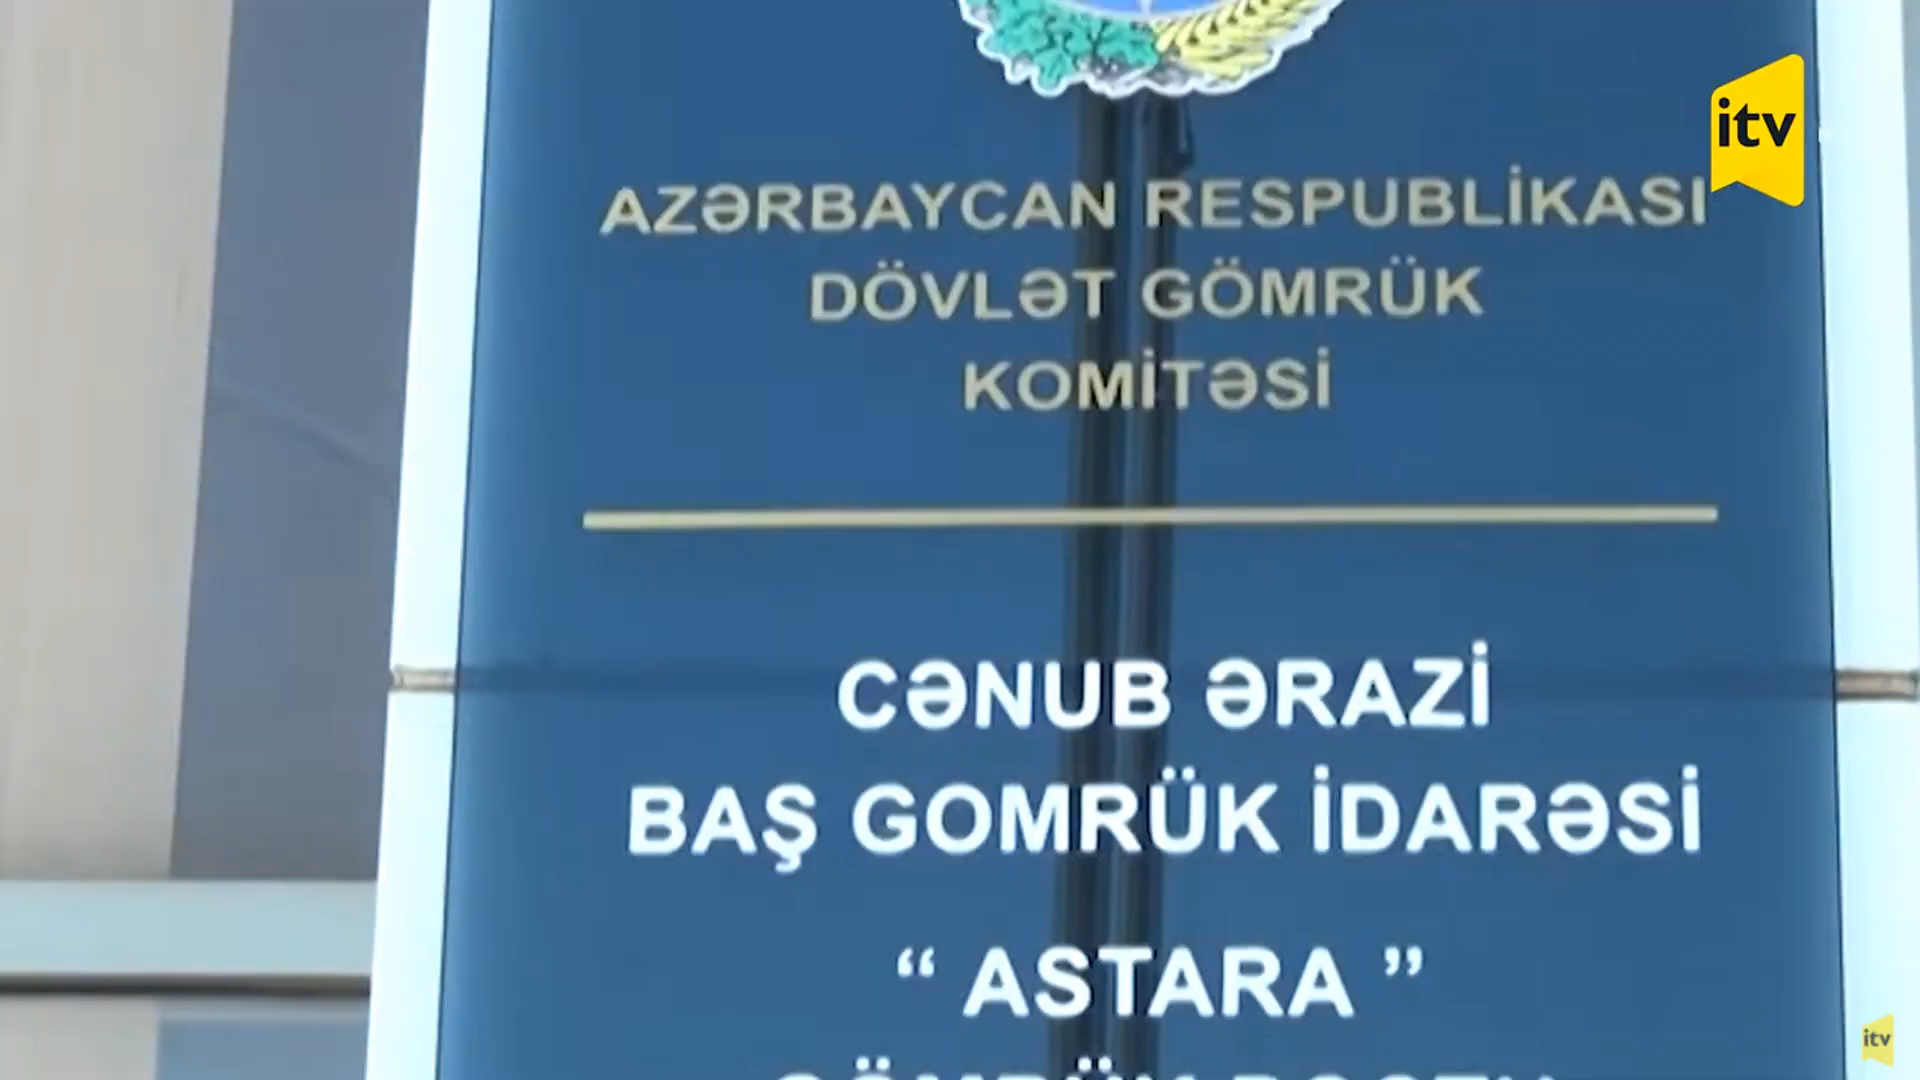 itv
AZƏRBAYCAN RESPUBLİKASI
DÖVLƏT GÖMRÜK
KOMİTƏSİ
CƏNUB ƏRAZİ
BAŞ GOMRÜK İDARƏSİ
“ ASTARA ”
itv